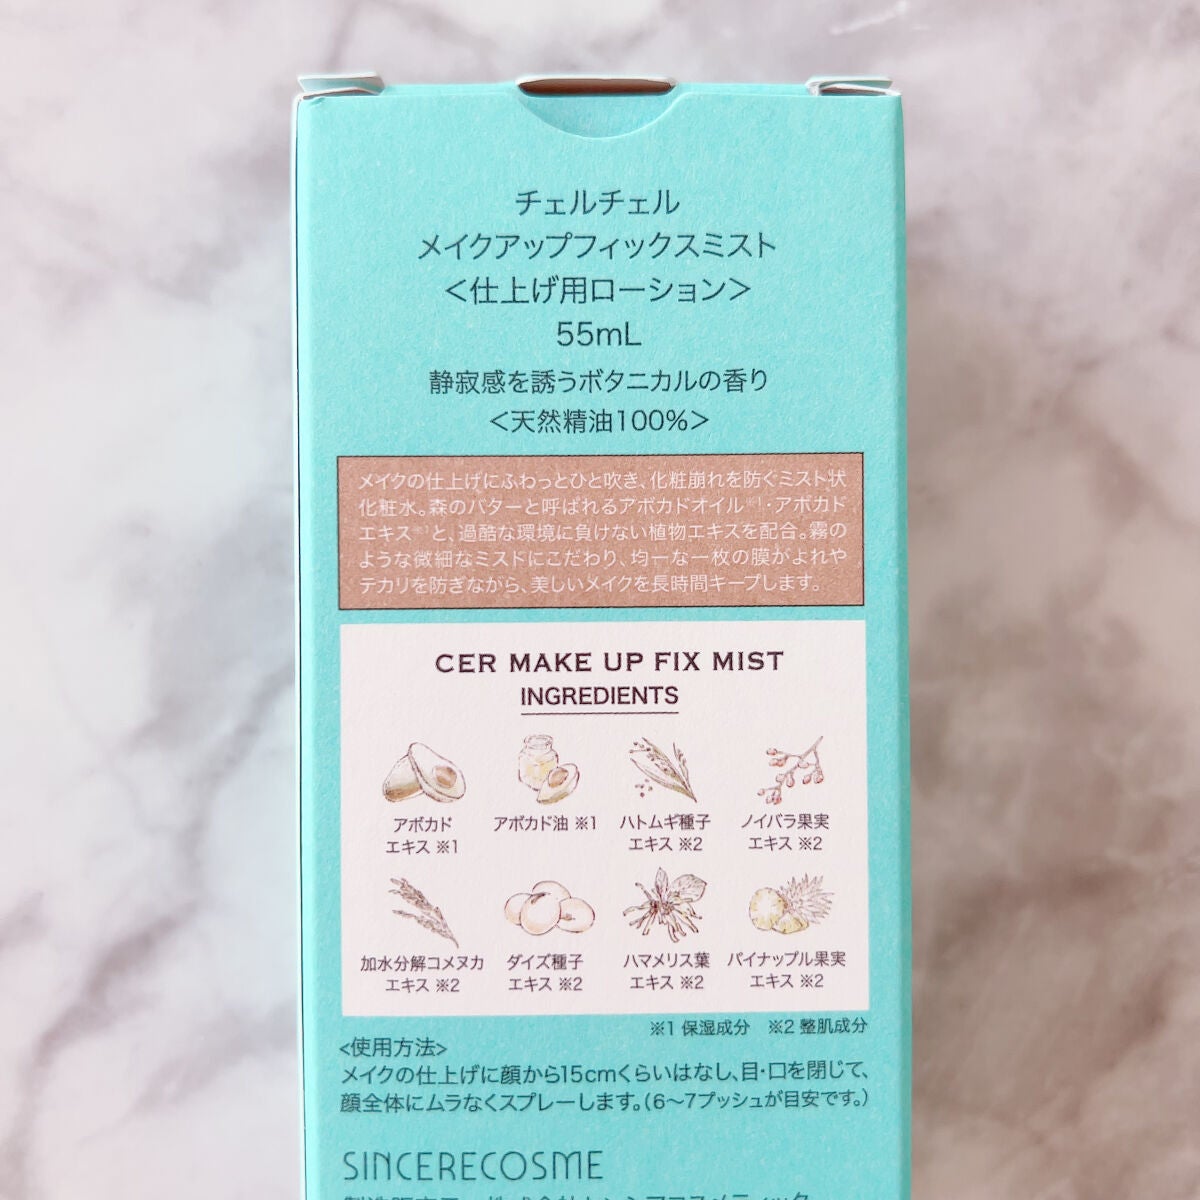 チェルチェル
メイクアップフィックスミスト
＜仕上げ用ローション＞
55mL
静寂感を誘うボタニカルの香り
＜天然精油100%＞
メイクの仕上げにふわっとひと吹き、化粧崩れを防ぐミスト状
化粧水。森のバターと呼ばれるアボカドオイル※1・アボカド
エキス※1と、過酷な環境に負けない植物エキスを配合。霧の
ような微細なミストにこだわり、均一な一枚の膜がよれや
テカリを防ぎながら、美しいメイクを長時間キープします。
CER MAKE UP FIX MIST
INGREDIENTS
アボカド
エキス ※1
アボカド油 ※1
ハトムギ種子
エキス ※2
ノイバラ果実
エキス ※2
加水分解コメヌカ
エキス ※2
ダイズ種子
エキス ※2
ハマメリス葉
エキス ※2
パイナップル果実
エキス ※2
※1 保湿成分　※2 整肌成分
<使用方法>
メイクの仕上げに顔から15cmくらいはなし、目・口を閉じて、
顔全体にムラなくスプレーします。(6〜7プッシュが目安です。)
SINCERECOSME